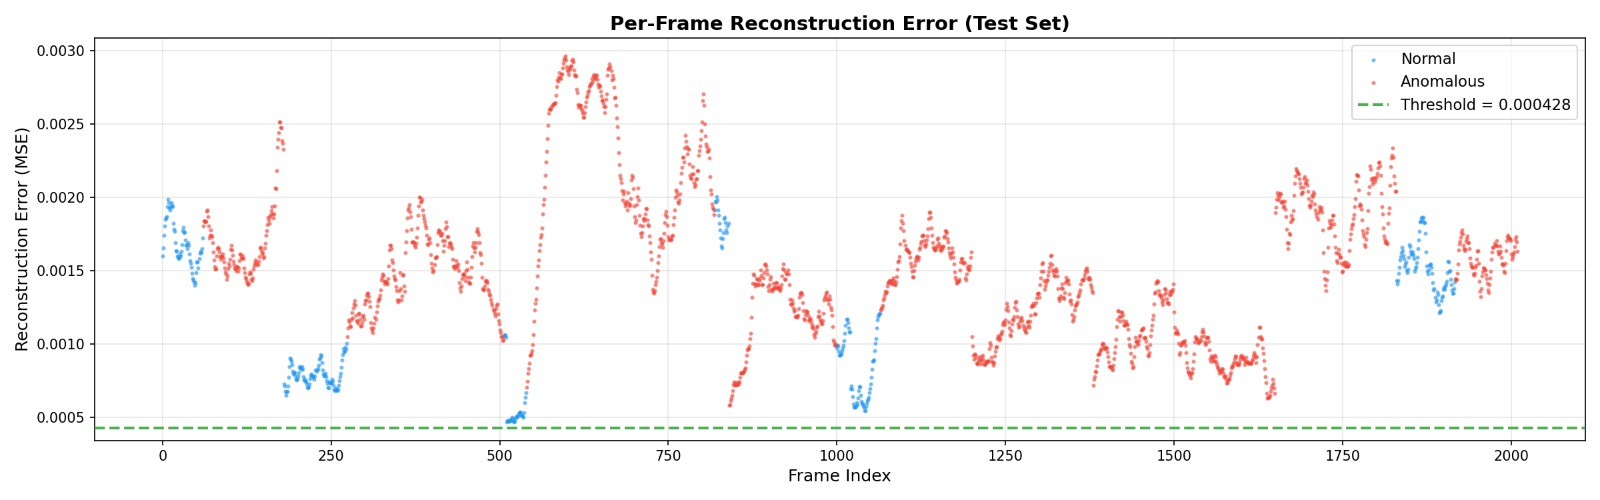 Per-Frame Reconstruction Error (Test Set)
Normal
Anomalous
Threshold = 0.000428
Reconstruction Error (MSE)
0.0030
0.0025
0.0020
0.0015
0.0010
0.0005
0 250 500 750 1000 1250 1500 1750 2000
Frame Index